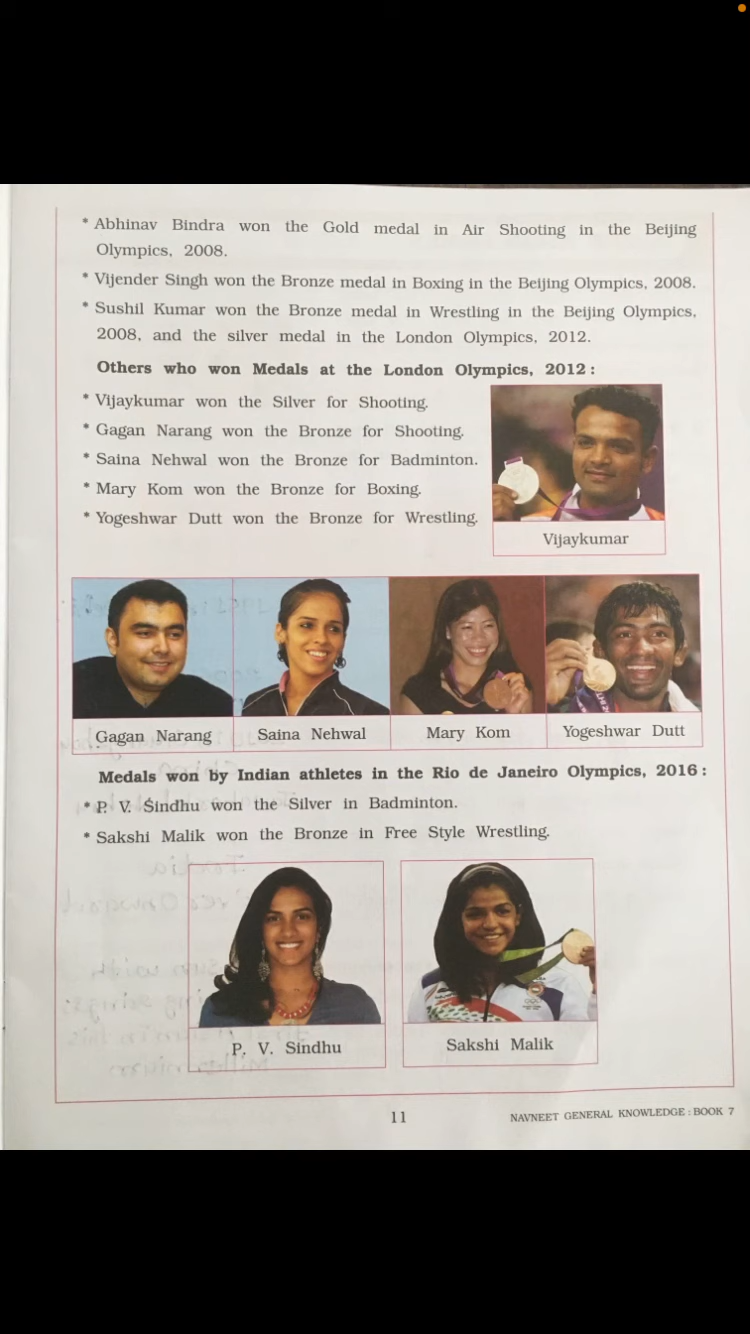 * Abhinav Bindra won the Gold medal in Air Shooting in the Beijing
Olympics, 2008.
* Vijender Singh won the Bronze medal in Boxing in the Beijing Olympics, 2008.
* Sushil Kumar won the Bronze medal in Wrestling in the Beijing Olympics,
2008, and the silver medal in the London Olympics, 2012.
Others who won Medals at the London Olympics, 2012 :
* Vijaykumar won the Silver for Shooting.
* Gagan Narang won the Bronze for Shooting.
* Saina Nehwal won the Bronze for Badminton.
* Mary Kom won the Bronze for Boxing.
* Yogeshwar Dutt won the Bronze for Wrestling.
Vijaykumar
Gagan Narang
Saina Nehwal
Mary Kom
Yogeshwar Dutt
Medals won by Indian athletes in the Rio de Janeiro Olympics, 2016 :
* P. V. Sindhu won the Silver in Badminton.
* Sakshi Malik won the Bronze in Free Style Wrestling.
P. V. Sindhu
Sakshi Malik
11
NAVNEET GENERAL KNOWLEDGE : BOOK 7